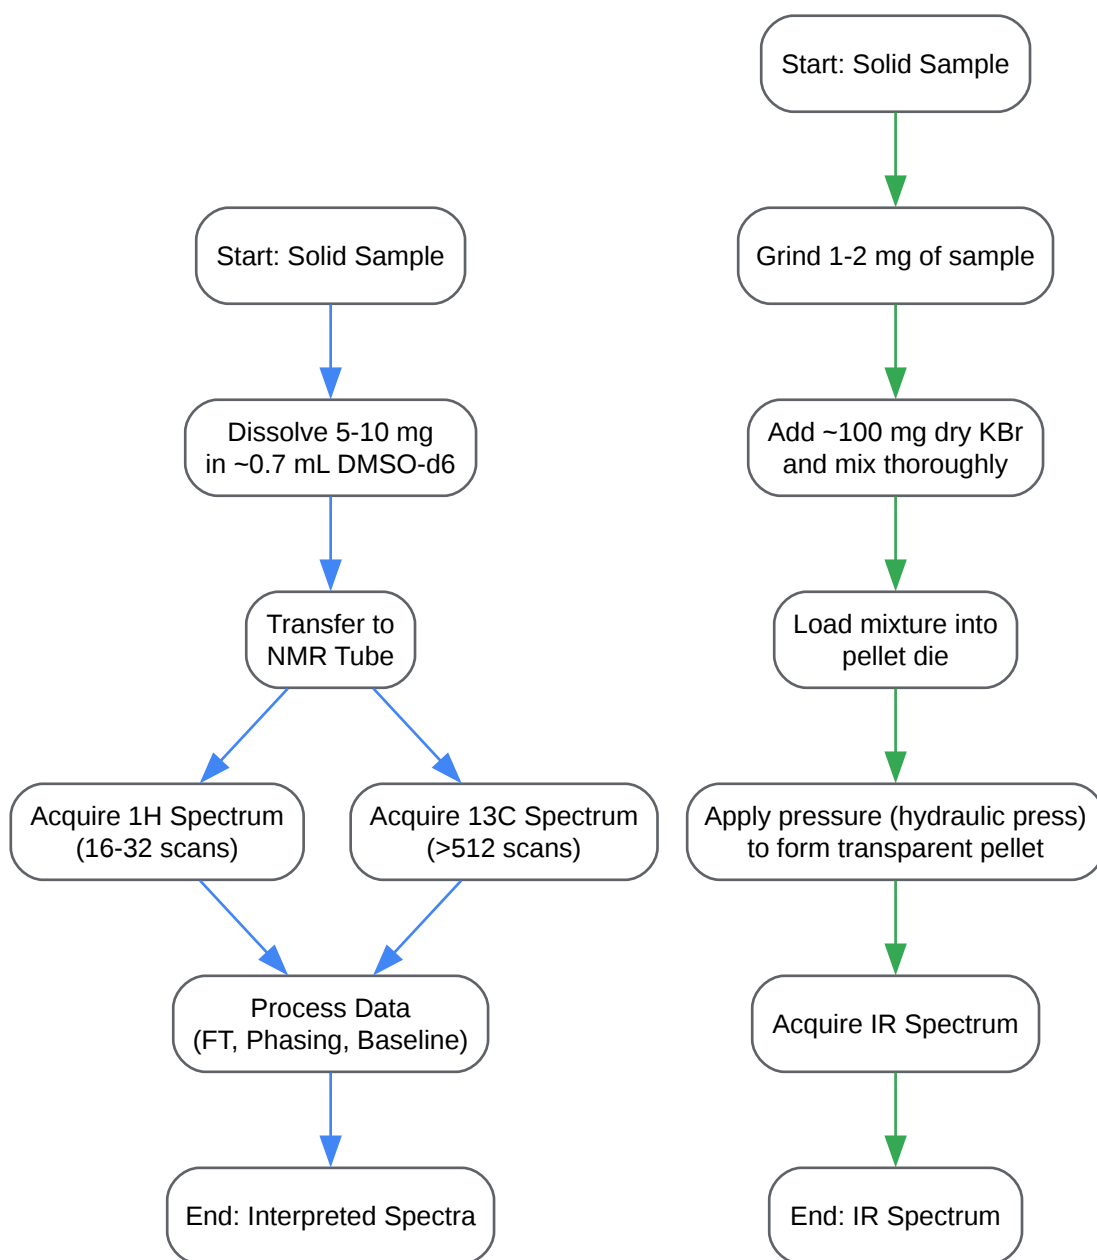 Start: Solid Sample
Dissolve 5-10 mg
in ~0.7 mL DMSO-d6
Transfer to
NMR Tube
Acquire 1H Spectrum
(16-32 scans)
Acquire 13C Spectrum
(>512 scans)
Process Data
(FT, Phasing, Baseline)
End: Interpreted Spectra
Start: Solid Sample
Grind 1-2 mg of sample
Add ~100 mg dry KBr
and mix thoroughly
Load mixture into
pellet die
Apply pressure (hydraulic press)
to form transparent pellet
Acquire IR Spectrum
End: IR Spectrum